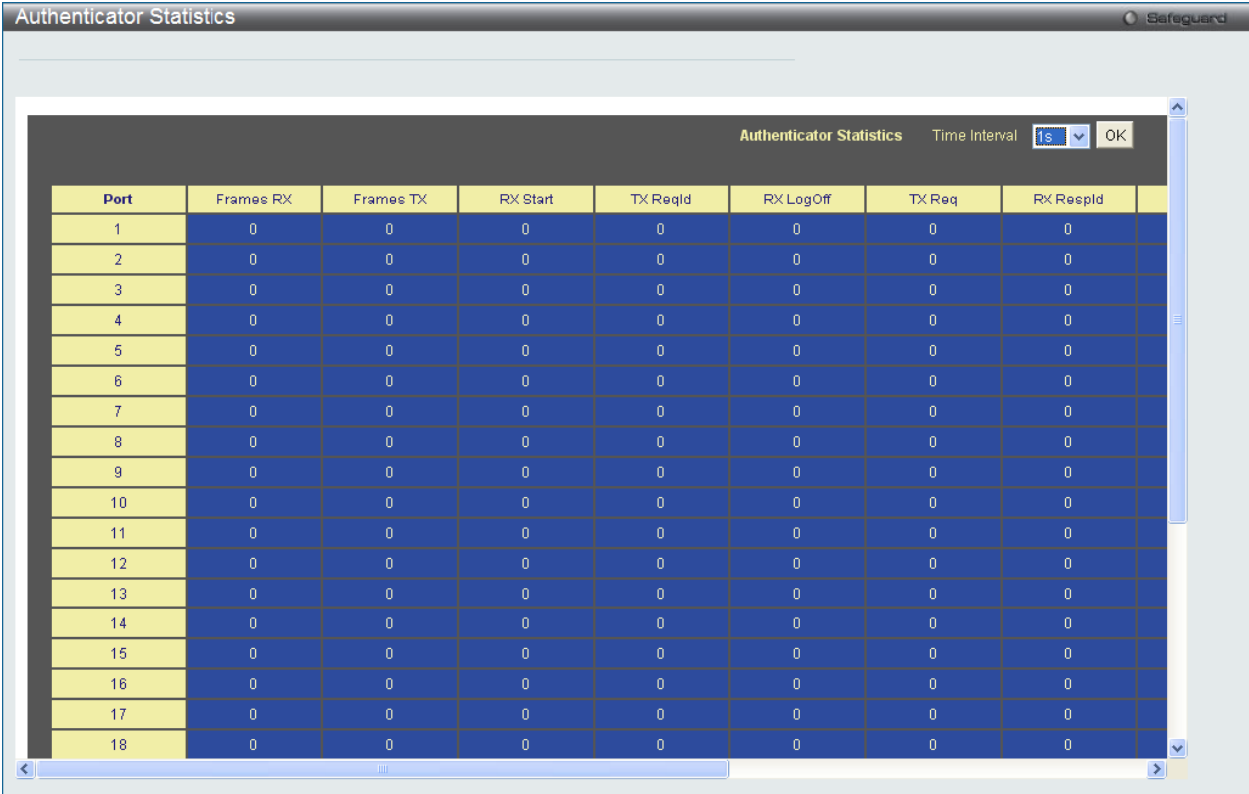 Authenticator Statistics Safeguard
Authenticator Statistics Time Interval 1s OK
Port Frames RX Frames TX RX Start TX ReqId RX LogOff TX Req RX RespId
1 0 0 0 0 0 0 0
2 0 0 0 0 0 0 0
3 0 0 0 0 0 0 0
4 0 0 0 0 0 0 0
5 0 0 0 0 0 0 0
6 0 0 0 0 0 0 0
7 0 0 0 0 0 0 0
8 0 0 0 0 0 0 0
9 0 0 0 0 0 0 0
10 0 0 0 0 0 0 0
11 0 0 0 0 0 0 0
12 0 0 0 0 0 0 0
13 0 0 0 0 0 0 0
14 0 0 0 0 0 0 0
15 0 0 0 0 0 0 0
16 0 0 0 0 0 0 0
17 0 0 0 0 0 0 0
18 0 0 0 0 0 0 0